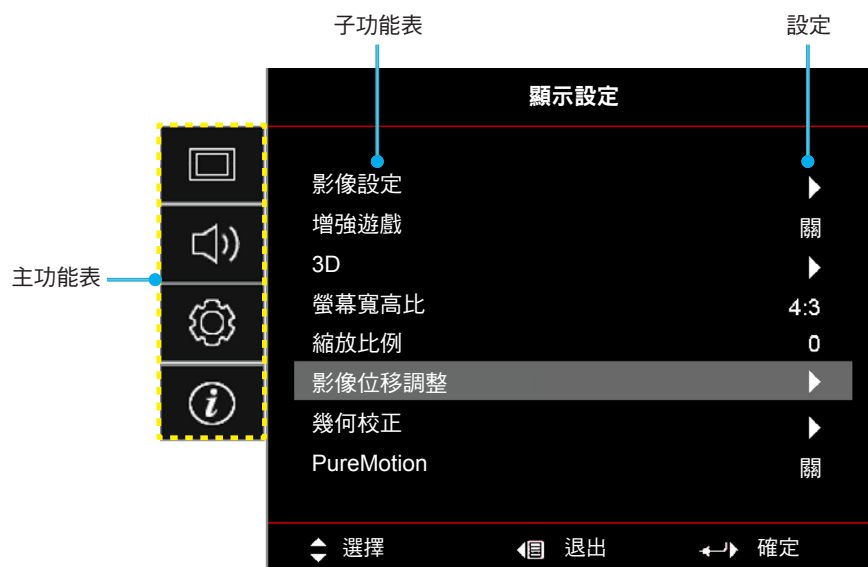 子功能表 設定
顯示設定
影像設定
增強遊戲 關
3D
主功能表
螢幕寬高比 4:3
縮放比例 0
影像位移調整
幾何校正
PureMotion 關
選擇 退出 確定